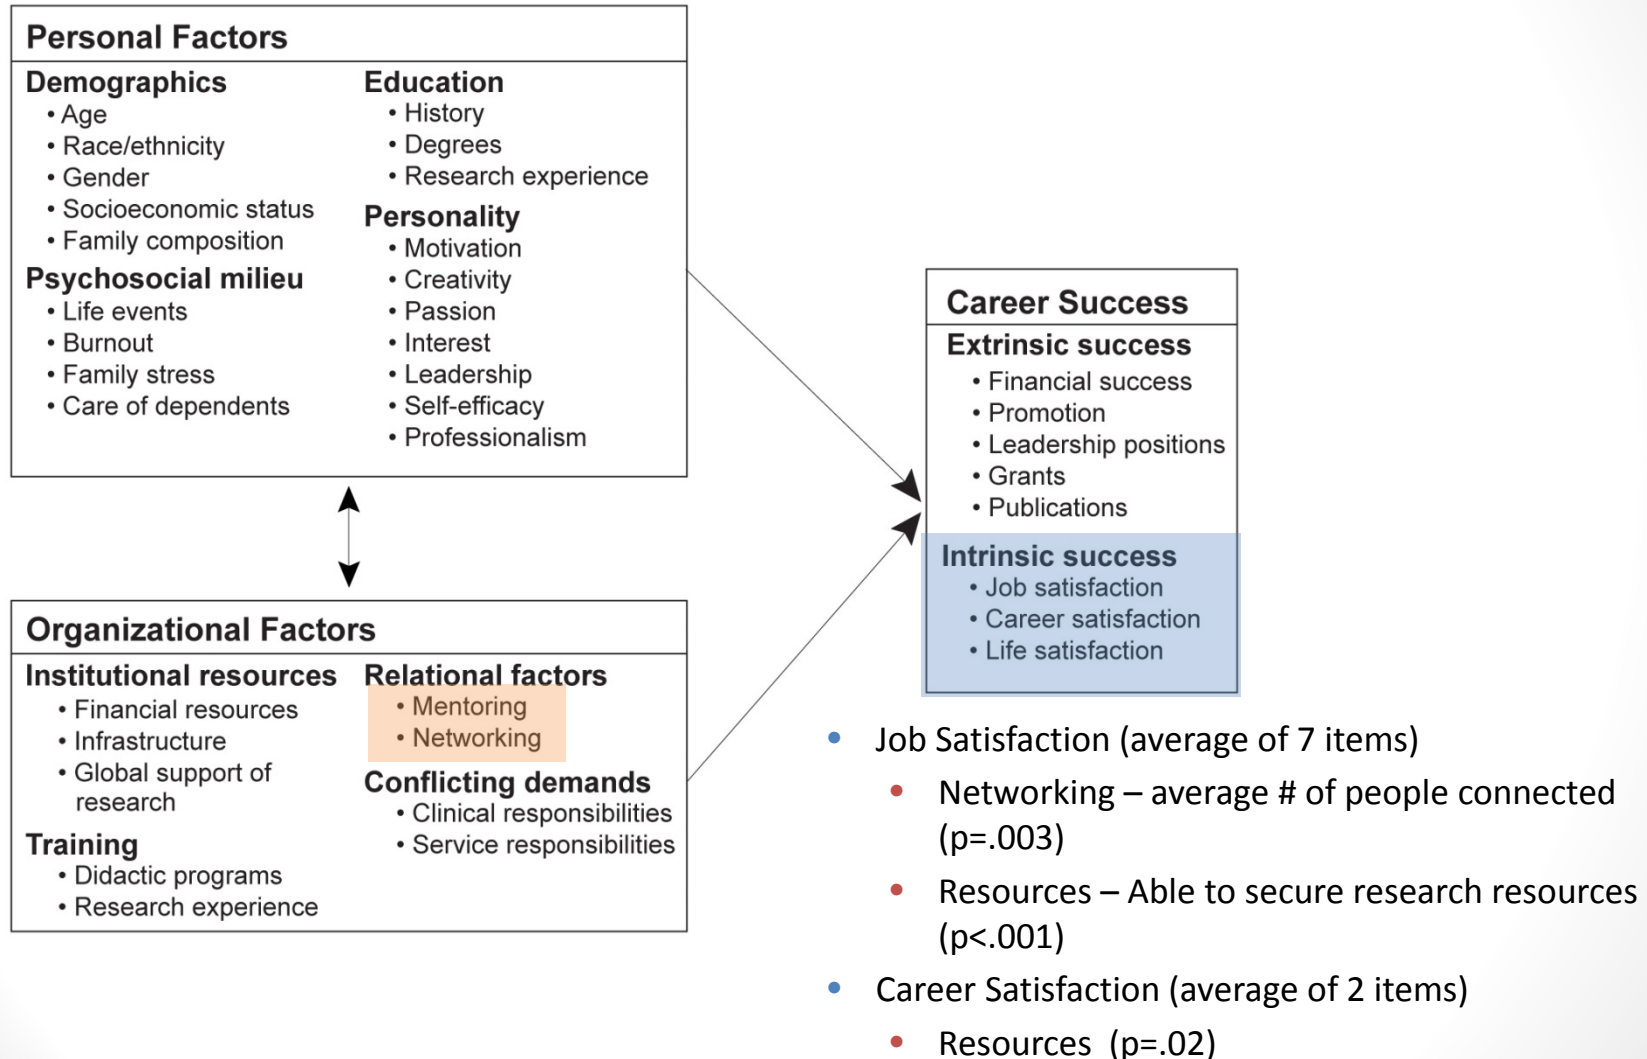 Personal Factors
Demographics
• Age
• Race/ethnicity
• Gender
• Socioeconomic status
• Family composition
Psychosocial milieu
• Life events
• Burnout
• Family stress
• Care of dependents
Education
• History
• Degrees
• Research experience
Personality
• Motivation
• Creativity
• Passion
• Interest
• Leadership
• Self-efficacy
• Professionalism
Organizational Factors
Institutional resources
• Financial resources
• Infrastructure
• Global support of
research
Training
• Didactic programs
• Research experience
Relational factors
• Mentoring
• Networking
Conflicting demands
• Clinical responsibilities
• Service responsibilities
Career Success
Extrinsic success
• Financial success
• Promotion
• Leadership positions
• Grants
• Publications
Intrinsic success
• Job satisfaction
• Career satisfaction
• Life satisfaction
• Job Satisfaction (average of 7 items)
• Networking – average # of people connected
(p=.003)
• Resources – Able to secure research resources
(p<.001)
• Career Satisfaction (average of 2 items)
• Resources (p=.02)